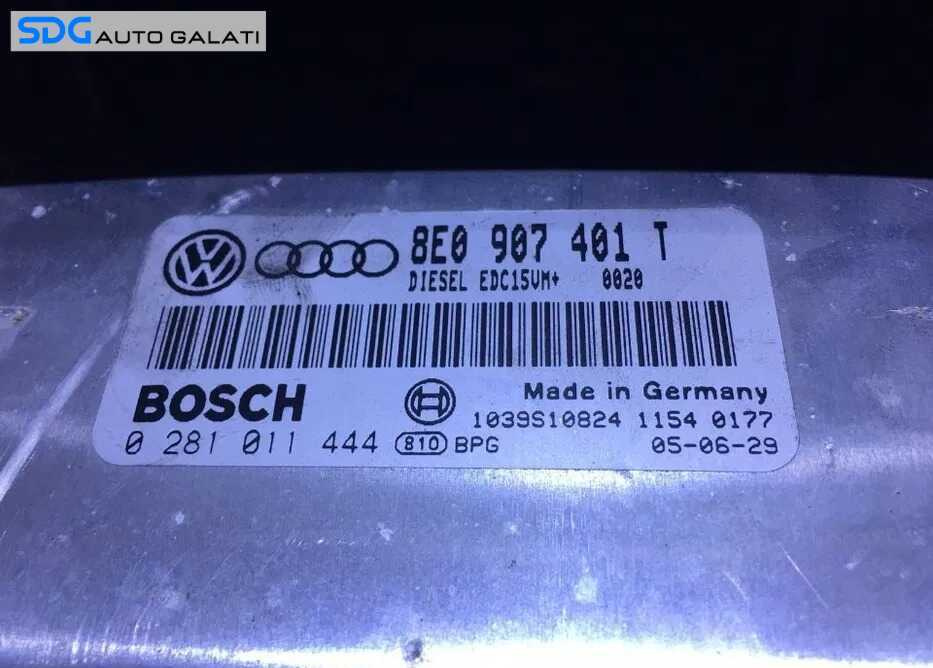 SDG AUTO GALATI
8E0 907 401 T
DIESEL EDC15VM+ 0020
BOSCH
Made in Germany
1039S10824 1154 0177
0 281 011 444 810 BPG 05-06-29